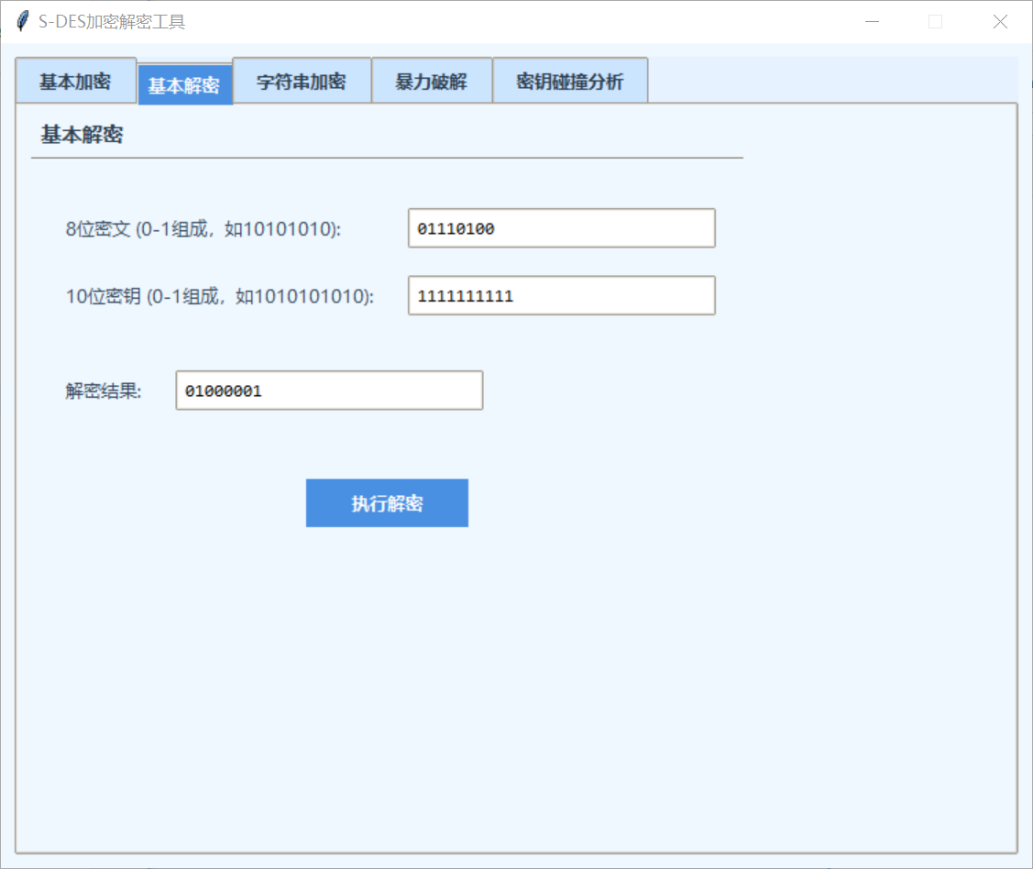 S-DES加密解密工具
基本加密 基本解密 字符串加密 暴力破解 密钥碰撞分析
基本解密
8位密文 (0-1组成，如10101010): 01110100
10位密钥 (0-1组成，如1010101010): 1111111111
解密结果: 01000001
执行解密